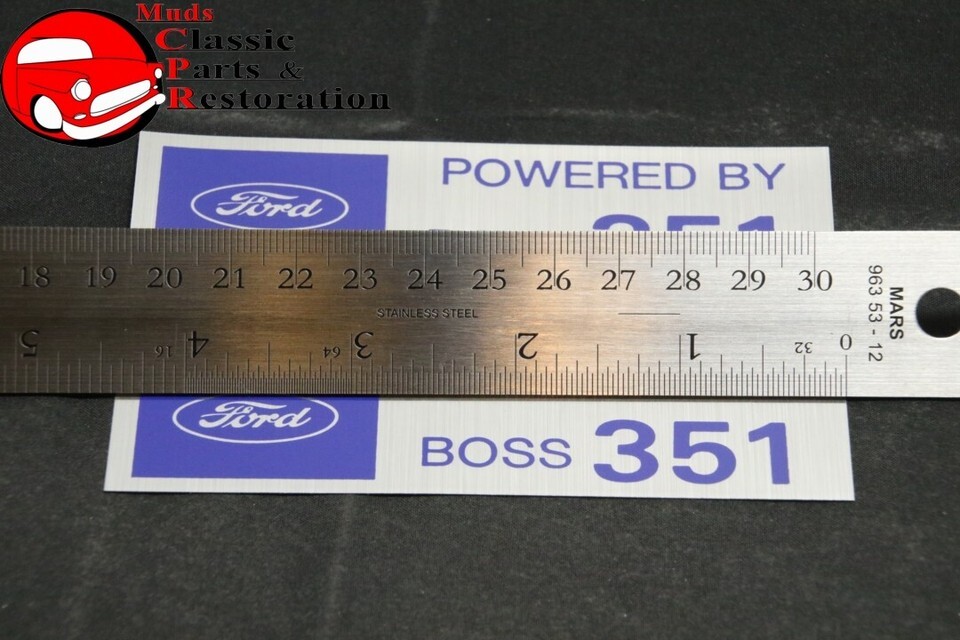 Muds
Classic
Parts &
Restoration
Ford
POWERED BY
351
18 19 20 21 22 23 24 25 26 27 28 29 30
STAINLESS STEEL
MARS
963 53 - 12
5 16 4 64 3 2 1 32 0
Ford
BOSS 351